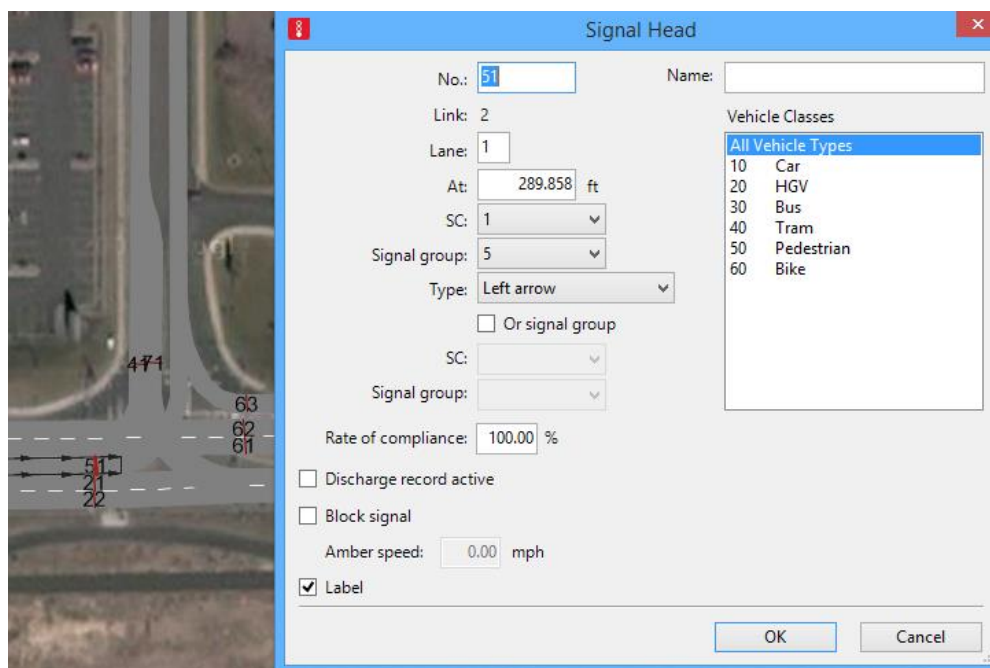 Signal Head
No.: 51
Name:
Link: 2
Vehicle Classes
Lane: 1
All Vehicle Types
10 Car
20 HGV
30 Bus
40 Tram
50 Pedestrian
60 Bike
At: 289.858 ft
SC: 1
Signal group: 5
Type: Left arrow
Or signal group
SC:
Signal group:
Rate of compliance: 100.00 %
Discharge record active
Block signal
Amber speed: 0.00 mph
Label
OK Cancel
63
62
61
51
21
22